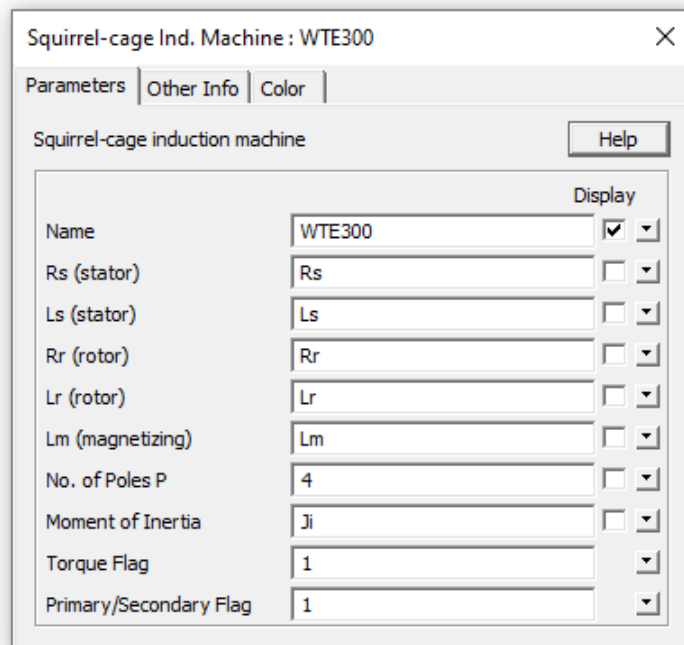 Squirrel-cage Ind. Machine : WTE300
Parameters Other Info Color
Squirrel-cage induction machine Help
Display
Name WTE300
Rs (stator) Rs
Ls (stator) Ls
Rr (rotor) Rr
Lr (rotor) Lr
Lm (magnetizing) Lm
No. of Poles P 4
Moment of Inertia Ji
Torque Flag 1
Primary/Secondary Flag 1